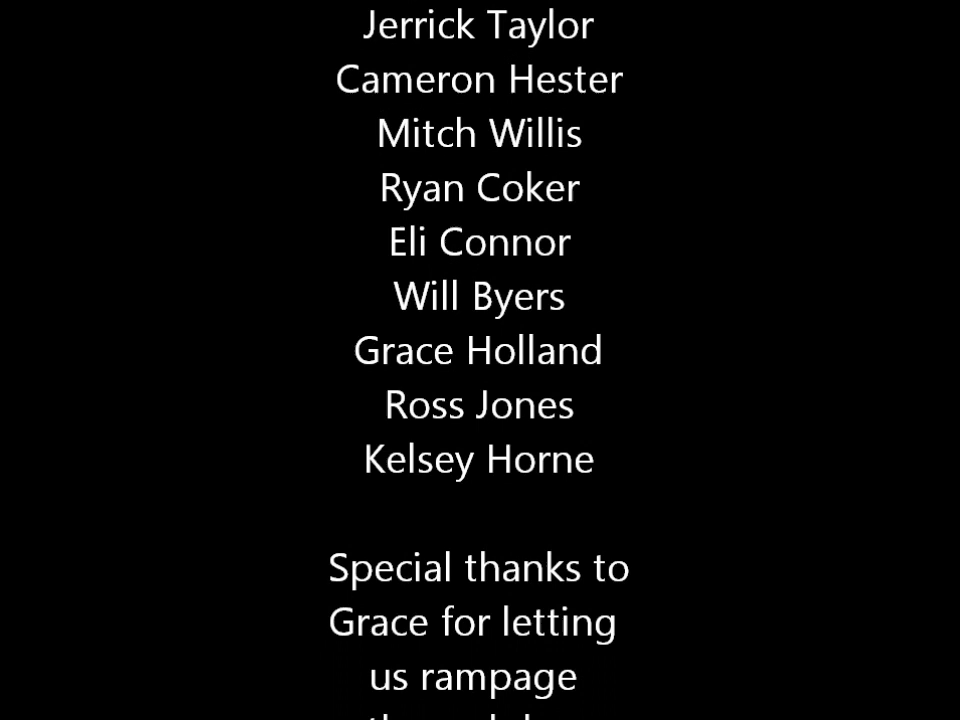 Jerrick Taylor
Cameron Hester
Mitch Willis
Ryan Coker
Eli Connor
Will Byers
Grace Holland
Ross Jones
Kelsey Horne
Special thanks to
Grace for letting
us rampage